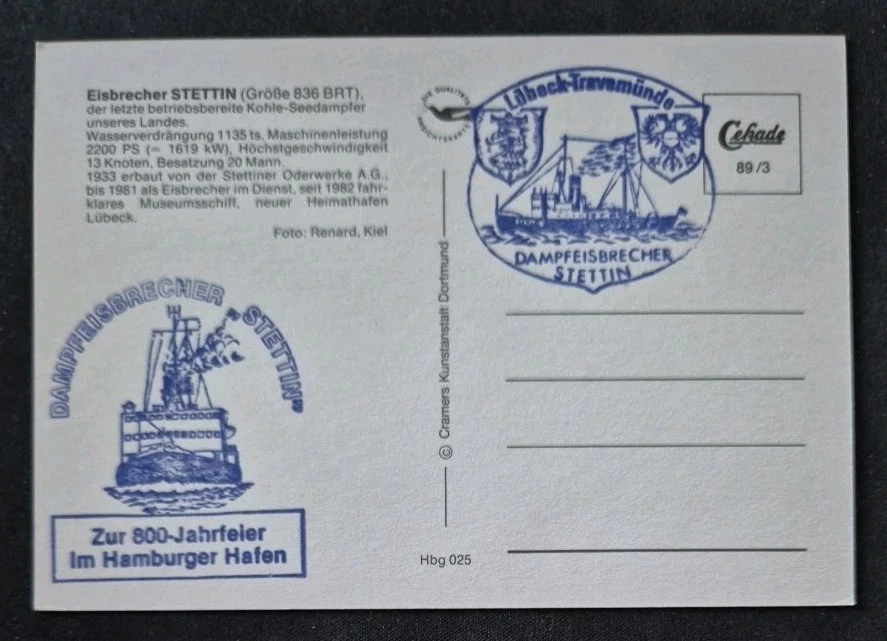 Eisbrecher STETTIN (Größe 836 BRT),
der letzte betriebsbereite Kohle-Seedampfer
unseres Landes.
Wasserverdrängung 1135 ts, Maschinenleistung
2200 PS (= 1619 kW), Höchstgeschwindigkeit
13 Knoten, Besatzung 20 Mann.
1933 erbaut von der Stettiner Oderwerke A.G.,
bis 1981 als Eisbrecher im Dienst, seit 1982 fahr-
klares Museumsschiff, neuer Heimathafen
Lübeck.
Foto: Renard, Kiel
DIE QUALITÄTS
ANSICHTSKARTE
Lübeck-Travemünde
DAMPFEISBRECHER
STETTIN
Cekade
89/3
DAMPFEISBRECHER „STETTIN”
Zur 800-Jahrfeier
im Hamburger Hafen
© Cramers Kunstanstalt Dortmund
Hbg 025